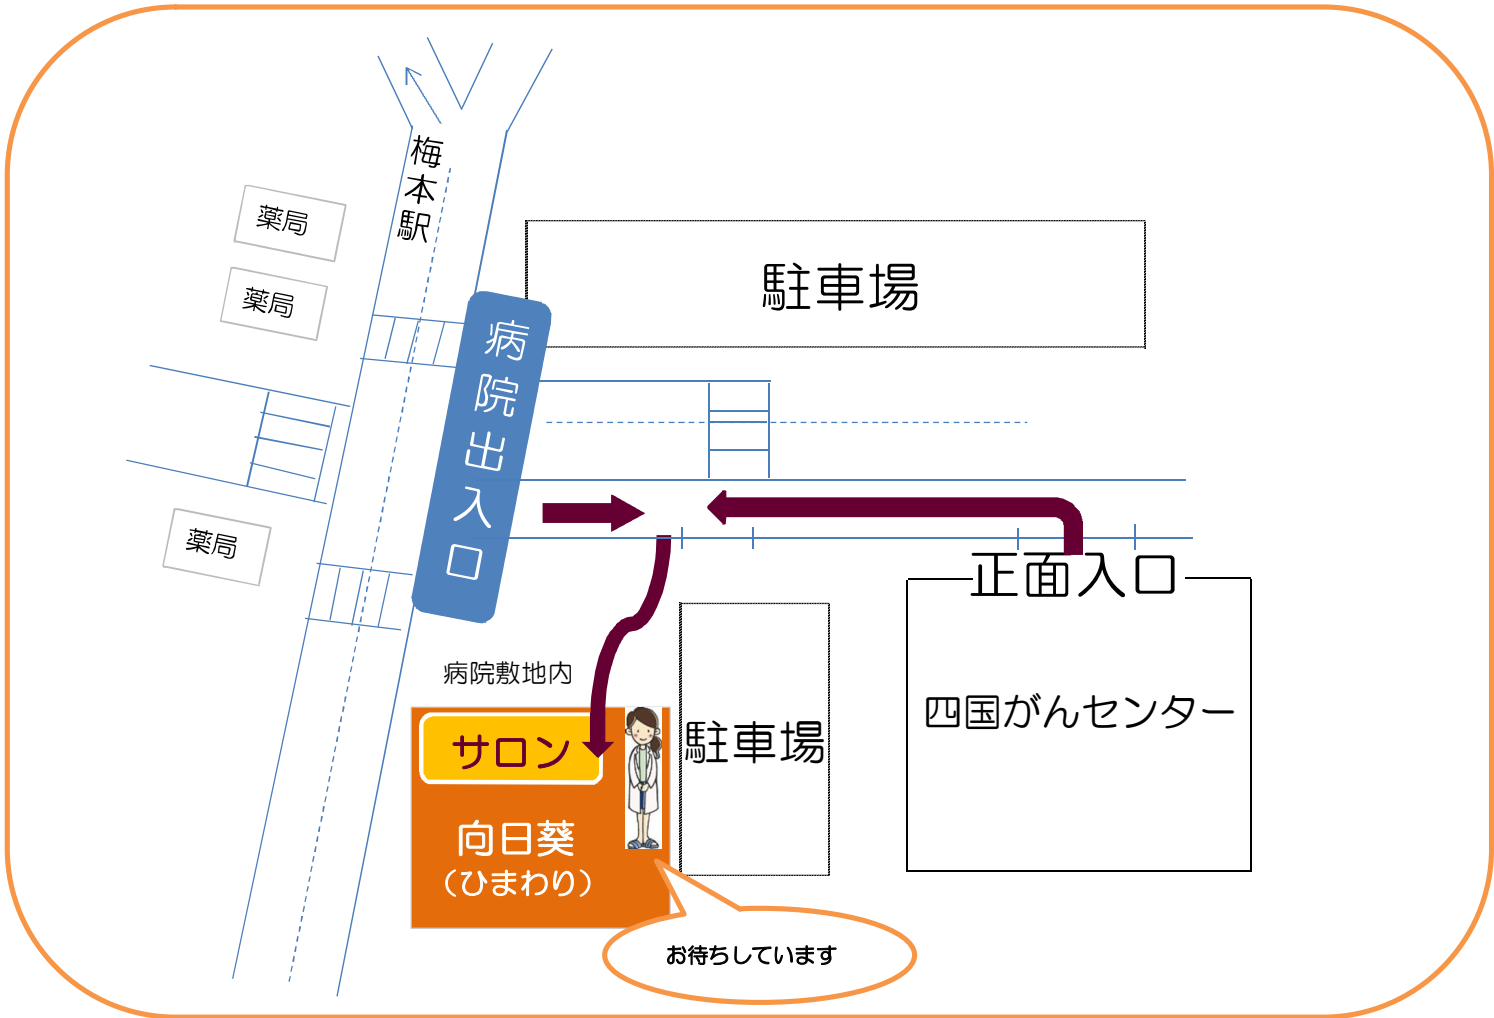 梅本駅
薬局
薬局
駐車場
病院出入口
薬局
正面入口
病院敷地内
四国がんセンター
サロン
駐車場
向日葵
（ひまわり）
お待ちしています